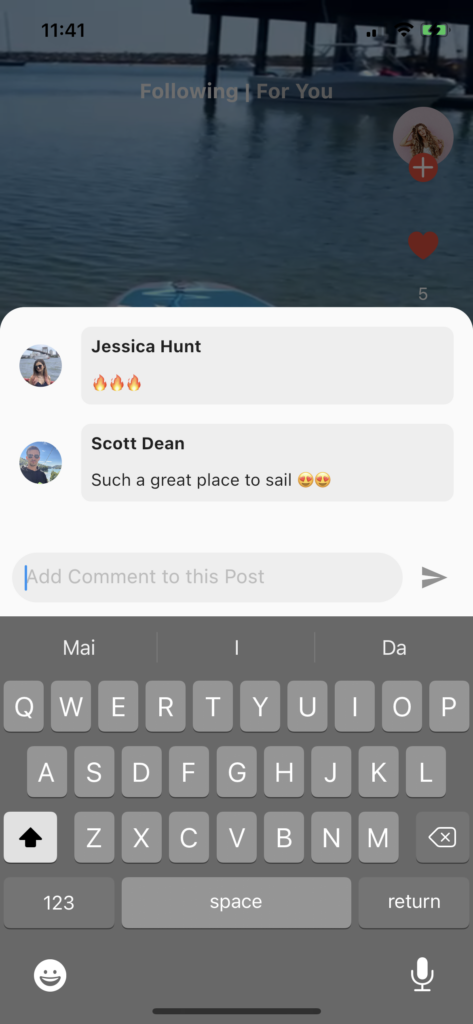 11:41
Following | For You
5
Jessica Hunt
🔥🔥🔥
Scott Dean
Such a great place to sail 😍😍
Add Comment to this Post
Mai I Da
Q W E R T Y U I O P
A S D F G H J K L
Z X C V B N M
123 space return